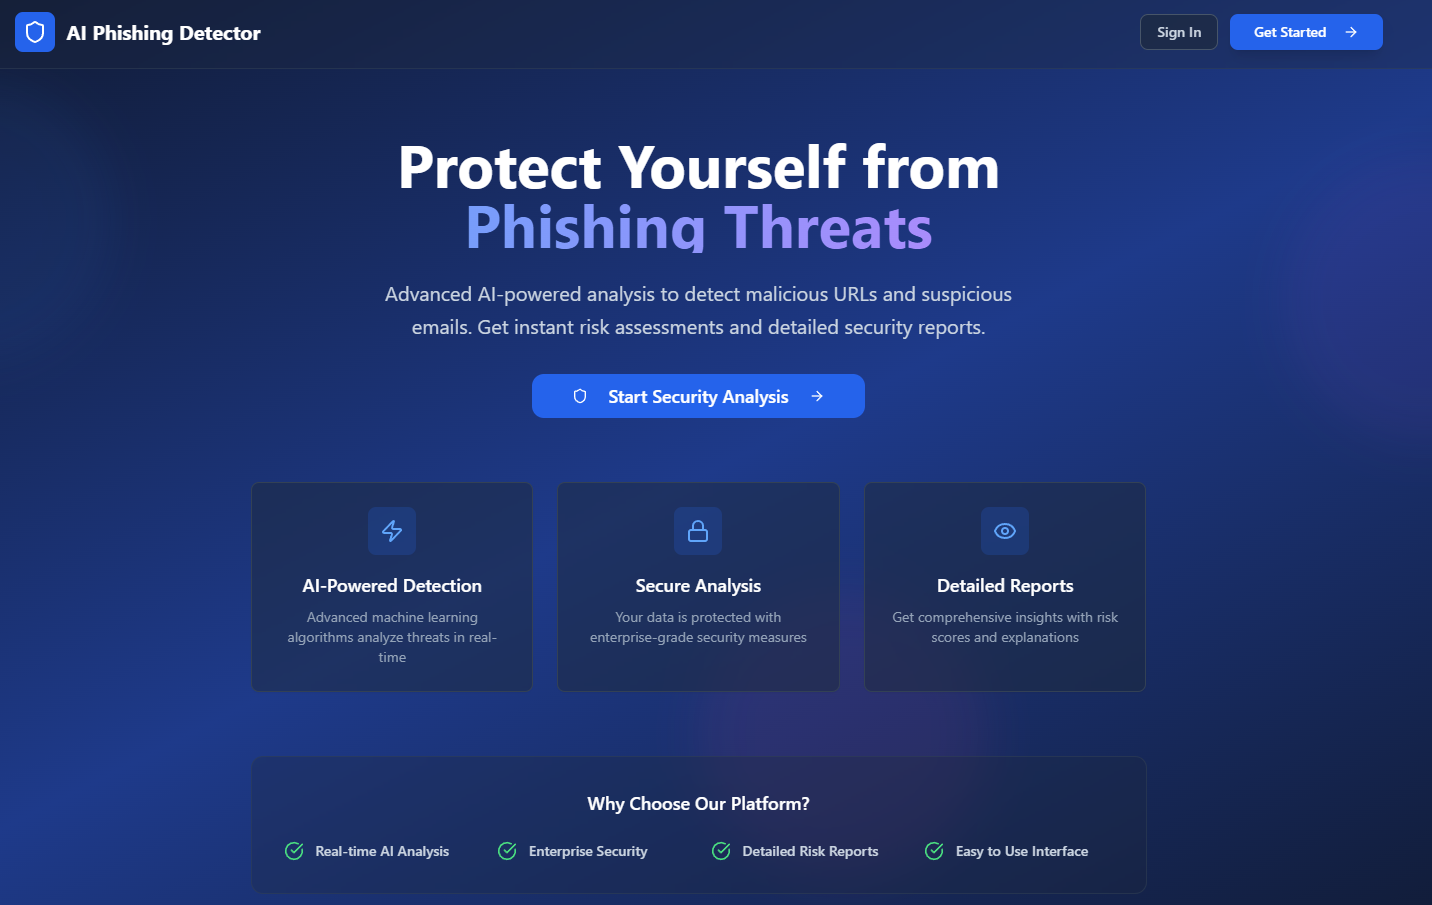 AI Phishing Detector
Sign In
Get Started
Protect Yourself from
Phishing Threats
Advanced AI-powered analysis to detect malicious URLs and suspicious
emails. Get instant risk assessments and detailed security reports.
Start Security Analysis
AI-Powered Detection
Advanced machine learning
algorithms analyze threats in real-
time
Secure Analysis
Your data is protected with
enterprise-grade security measures
Detailed Reports
Get comprehensive insights with risk
scores and explanations
Why Choose Our Platform?
Real-time AI Analysis
Enterprise Security
Detailed Risk Reports
Easy to Use Interface